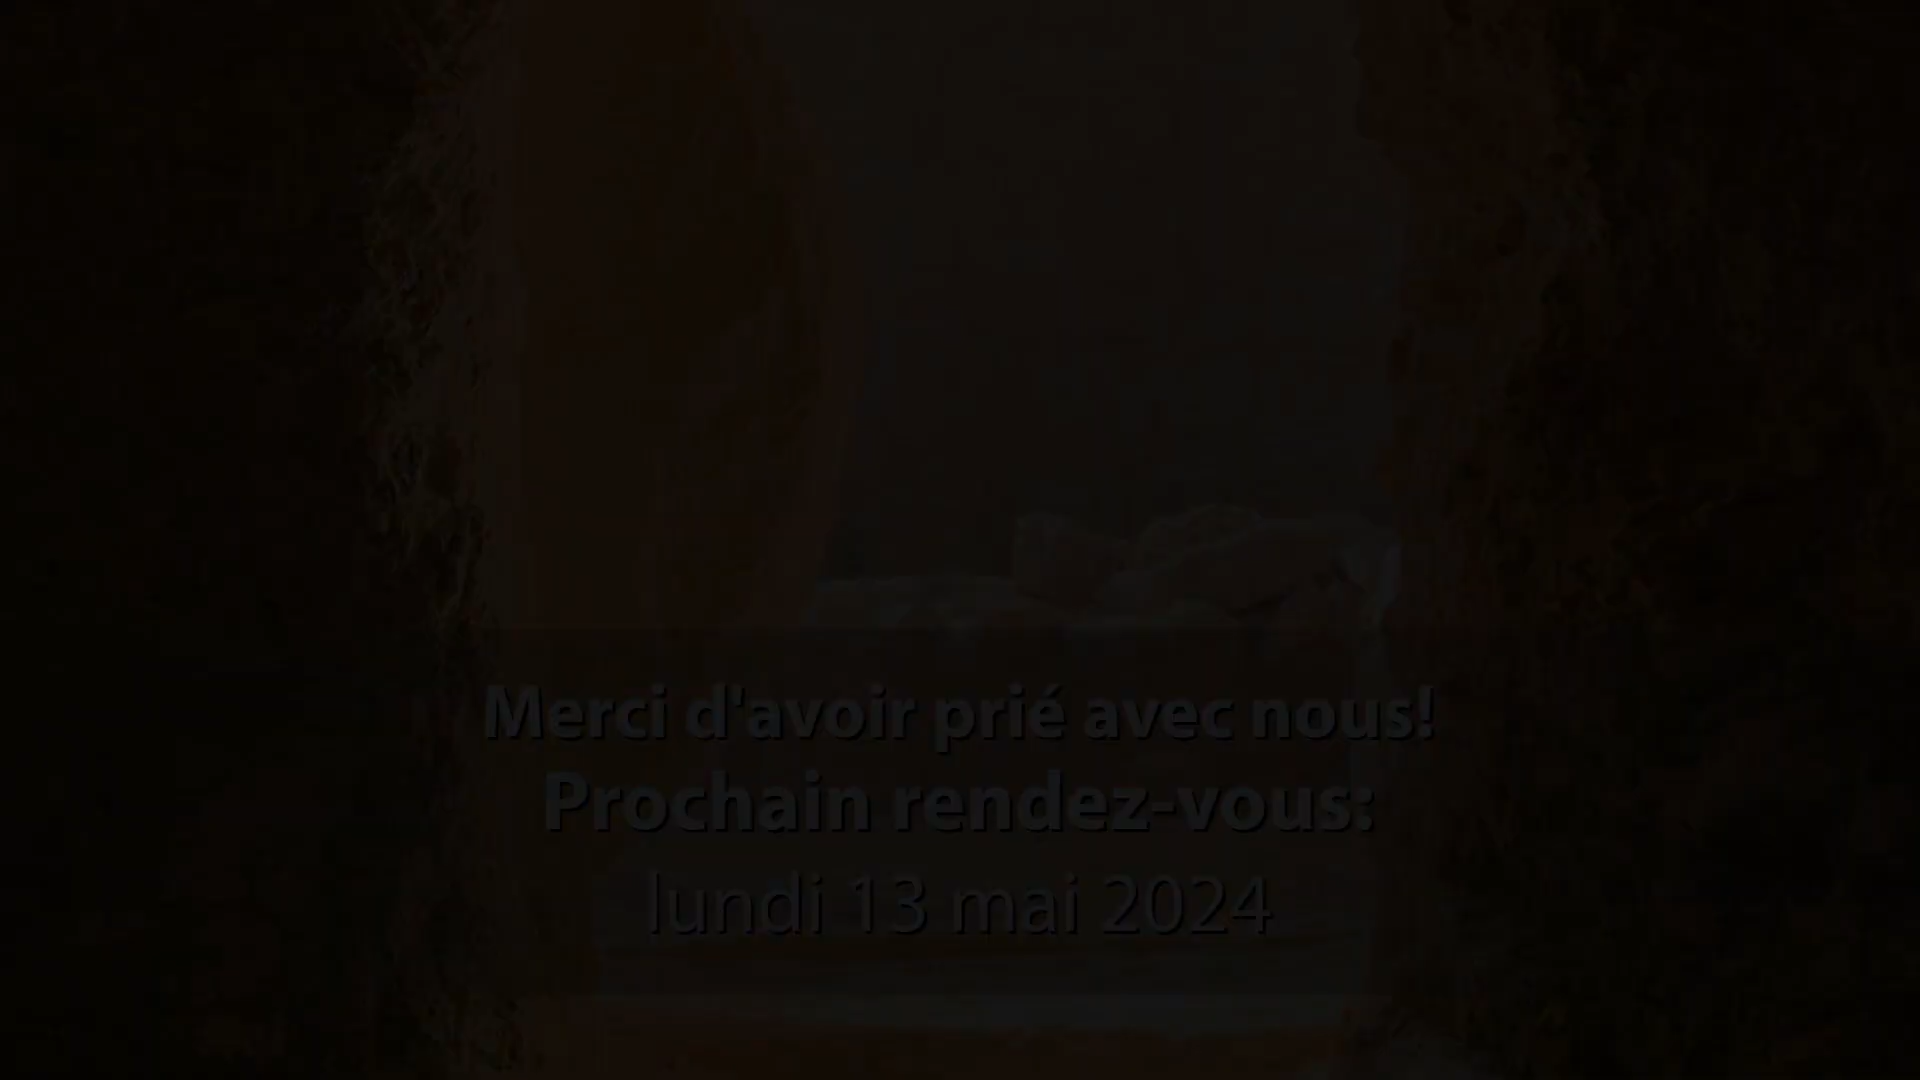 Merci d'avoir prié avec nous!
Prochain rendez-vous:
lundi 13 mai 2024